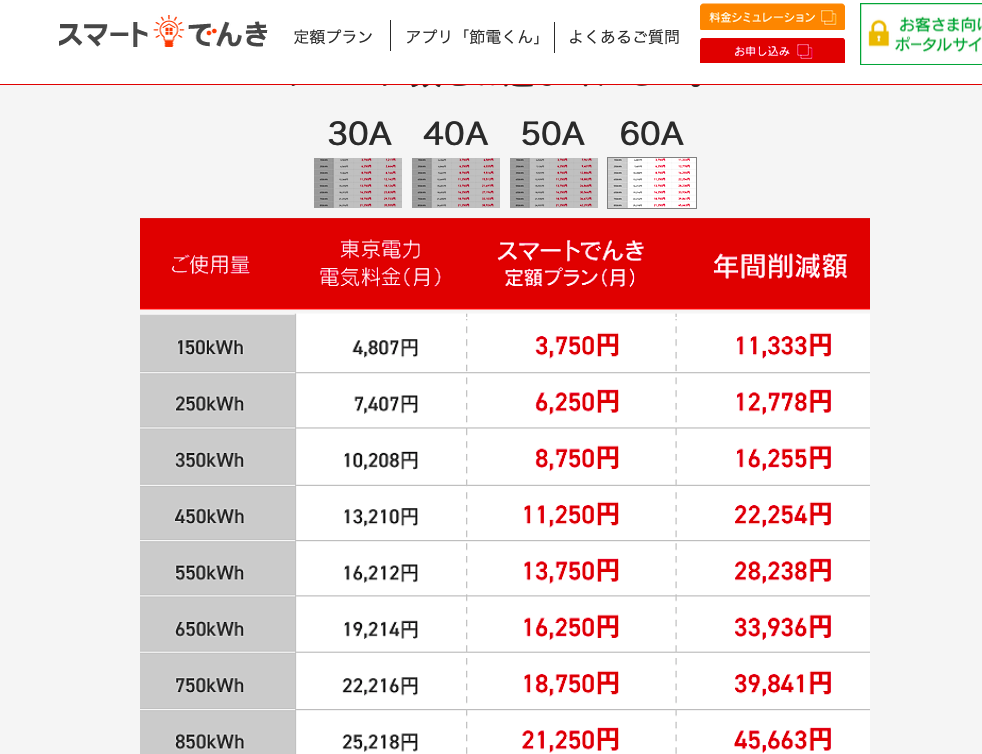 スマートでんき
定額プラン
アプリ「節電くん」
よくあるご質問
料金シミュレーション
お申し込み
お客さま向け
ポータルサイ
30A 40A 50A 60A
ご使用量
東京電力
電気料金(月)
スマートでんき
定額プラン(月)
年間削減額
150kWh 4,807円 3,750円 11,333円
250kWh 7,407円 6,250円 12,778円
350kWh 10,208円 8,750円 16,255円
450kWh 13,210円 11,250円 22,254円
550kWh 16,212円 13,750円 28,238円
650kWh 19,214円 16,250円 33,936円
750kWh 22,216円 18,750円 39,841円
850kWh 25,218円 21,250円 45,663円